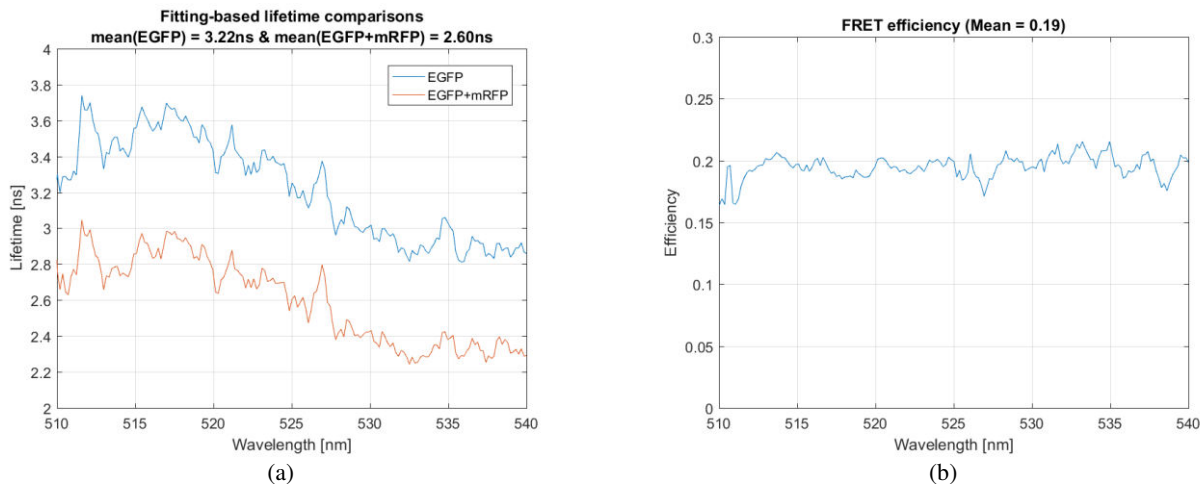 Fitting-based lifetime comparisons
mean(EGFP) = 3.22ns & mean(EGFP+mRFP) = 2.60ns
4
3.8
3.6
3.4
3.2
3
2.8
2.6
2.4
2.2
2
Lifetime [ns]
EGFP
EGFP+mRFP
510
515
520
525
530
535
540
Wavelength [nm]
(a)
FRET efficiency (Mean = 0.19)
0.3
0.25
0.2
0.15
0.1
0.05
0
Efficiency
510
515
520
525
530
535
540
Wavelength [nm]
(b)